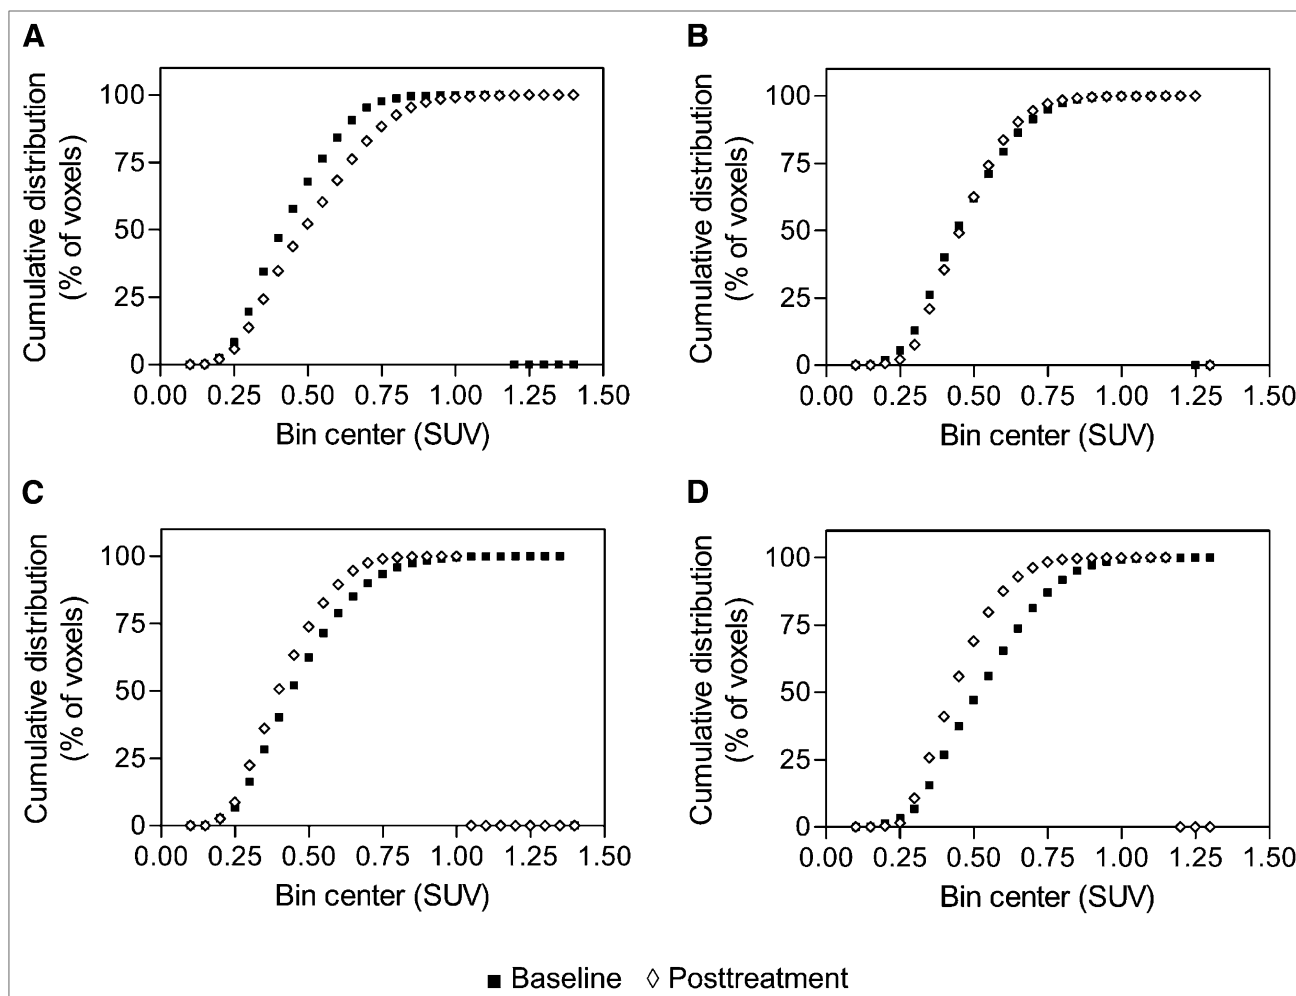 A
Cumulative distribution
(% of voxels)
100
75
50
25
0
0.00 0.25 0.50 0.75 1.00 1.25 1.50
Bin center (SUV)
B
Cumulative distribution
(% of voxels)
100
75
50
25
0
0.00 0.25 0.50 0.75 1.00 1.25 1.50
Bin center (SUV)
C
Cumulative distribution
(% of voxels)
100
75
50
25
0
0.00 0.25 0.50 0.75 1.00 1.25 1.50
Bin center (SUV)
D
Cumulative distribution
(% of voxels)
100
75
50
25
0
0.00 0.25 0.50 0.75 1.00 1.25 1.50
Bin center (SUV)
Baseline Posttreatment